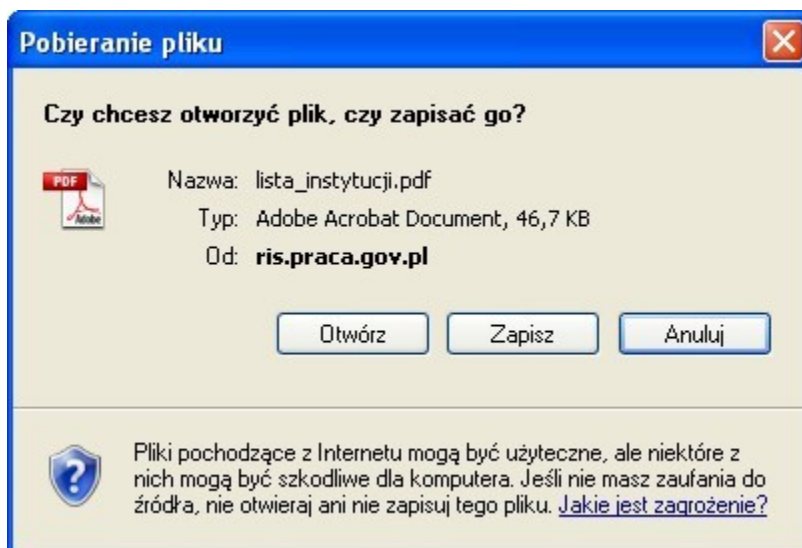 Pobieranie pliku
Czy chcesz otworzyć plik, czy zapisać go?
PDF
Adobe
Nazwa: lista_instytucji.pdf
Typ: Adobe Acrobat Document, 46,7 KB
Od: ris.praca.gov.pl
Otwórz Zapisz Anuluj
Pliki pochodzące z Internetu mogą być użyteczne, ale niektóre z
nich mogą być szkodliwe dla komputera. Jeśli nie masz zaufania do
źródła, nie otwieraj ani nie zapisuj tego pliku. Jakie jest zagrożenie?